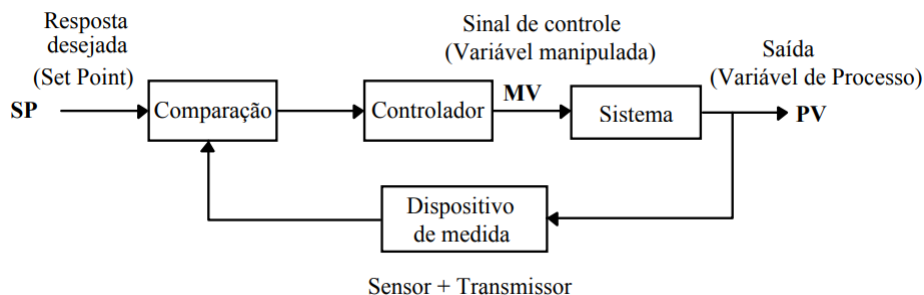 Resposta
desejada
(Set Point)
Sinal de controle
(Variável manipulada)
Saída
(Variável de Processo)
SP
Comparação
Controlador
MV
Sistema
PV
Dispositivo
de medida
Sensor + Transmissor